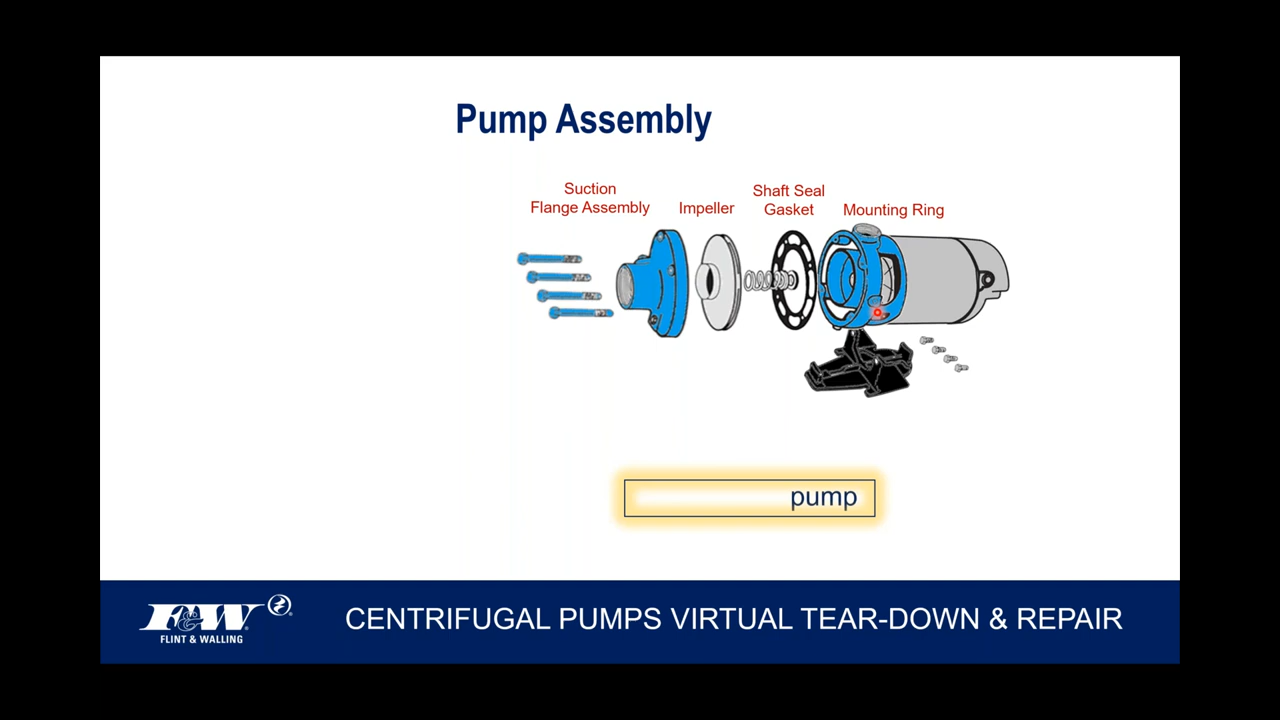 Pump Assembly
Suction
Flange Assembly
Impeller
Shaft Seal
Gasket
Mounting Ring
pump
F&W
FLINT & WALLING
®
CENTRIFUGAL PUMPS VIRTUAL TEAR-DOWN & REPAIR